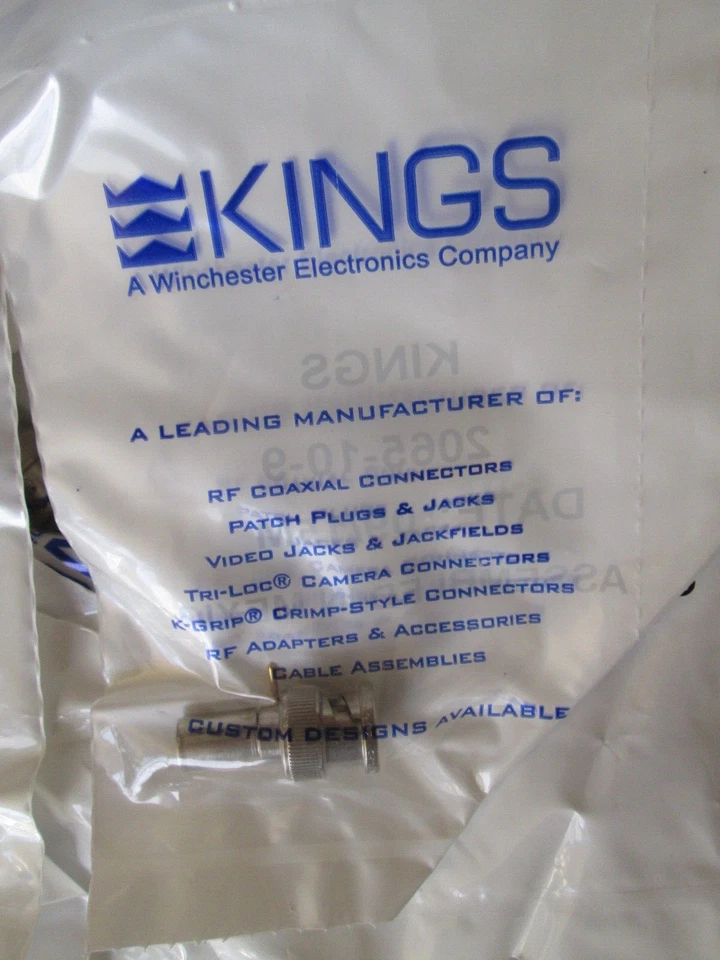 KINGS
A Winchester Electronics Company
KINGS
A LEADING MANUFACTURER OF:
2065-10-9
RF COAXIAL CONNECTORS
PATCH PLUGS & JACKS
DATE
VIDEO JACKS & JACKFIELDS
TRI-LOC® CAMERA CONNECTORS
K-GRIP® CRIMP-STYLE CONNECTORS
RF ADAPTERS & ACCESSORIES
CABLE ASSEMBLIES
CUSTOM DESIGNS AVAILABLE